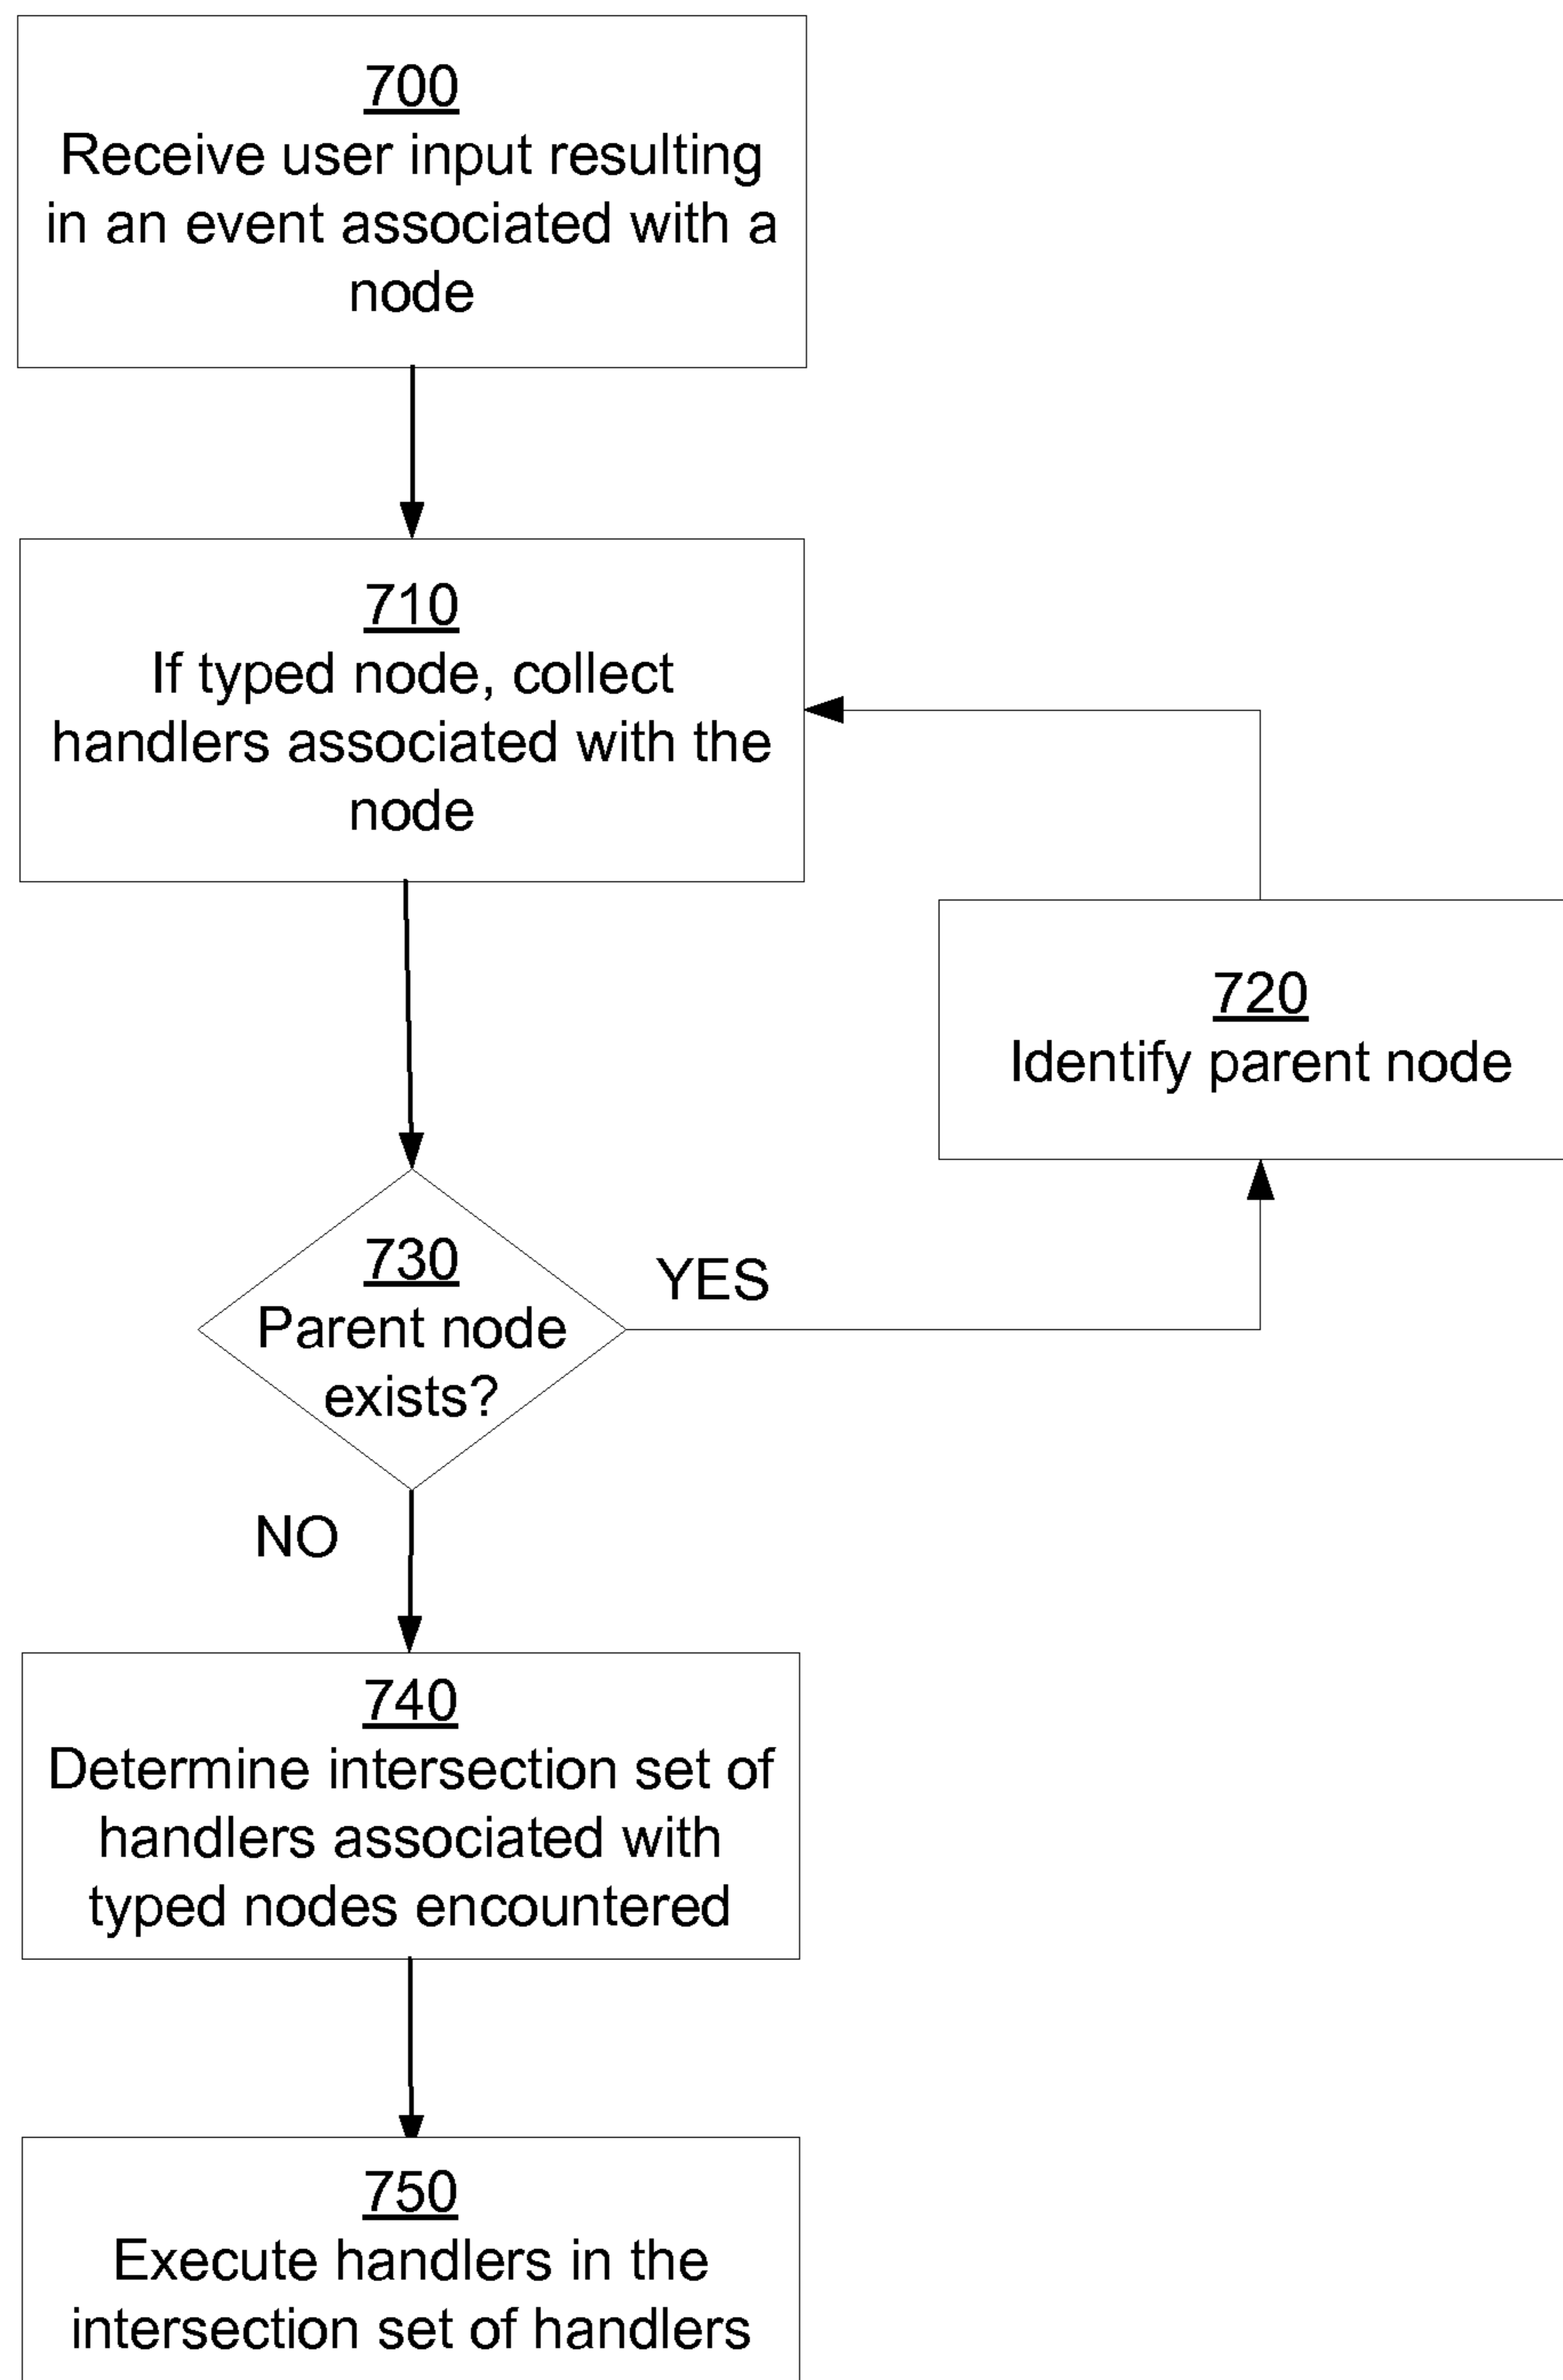 700
Receive user input resulting
in an event associated with a
node
710
If typed node, collect
handlers associated with the
node
720
Identify parent node
730
Parent node
exists?
YES
NO
740
Determine intersection set of
handlers associated with
typed nodes encountered
750
Execute handlers in the
intersection set of handlers